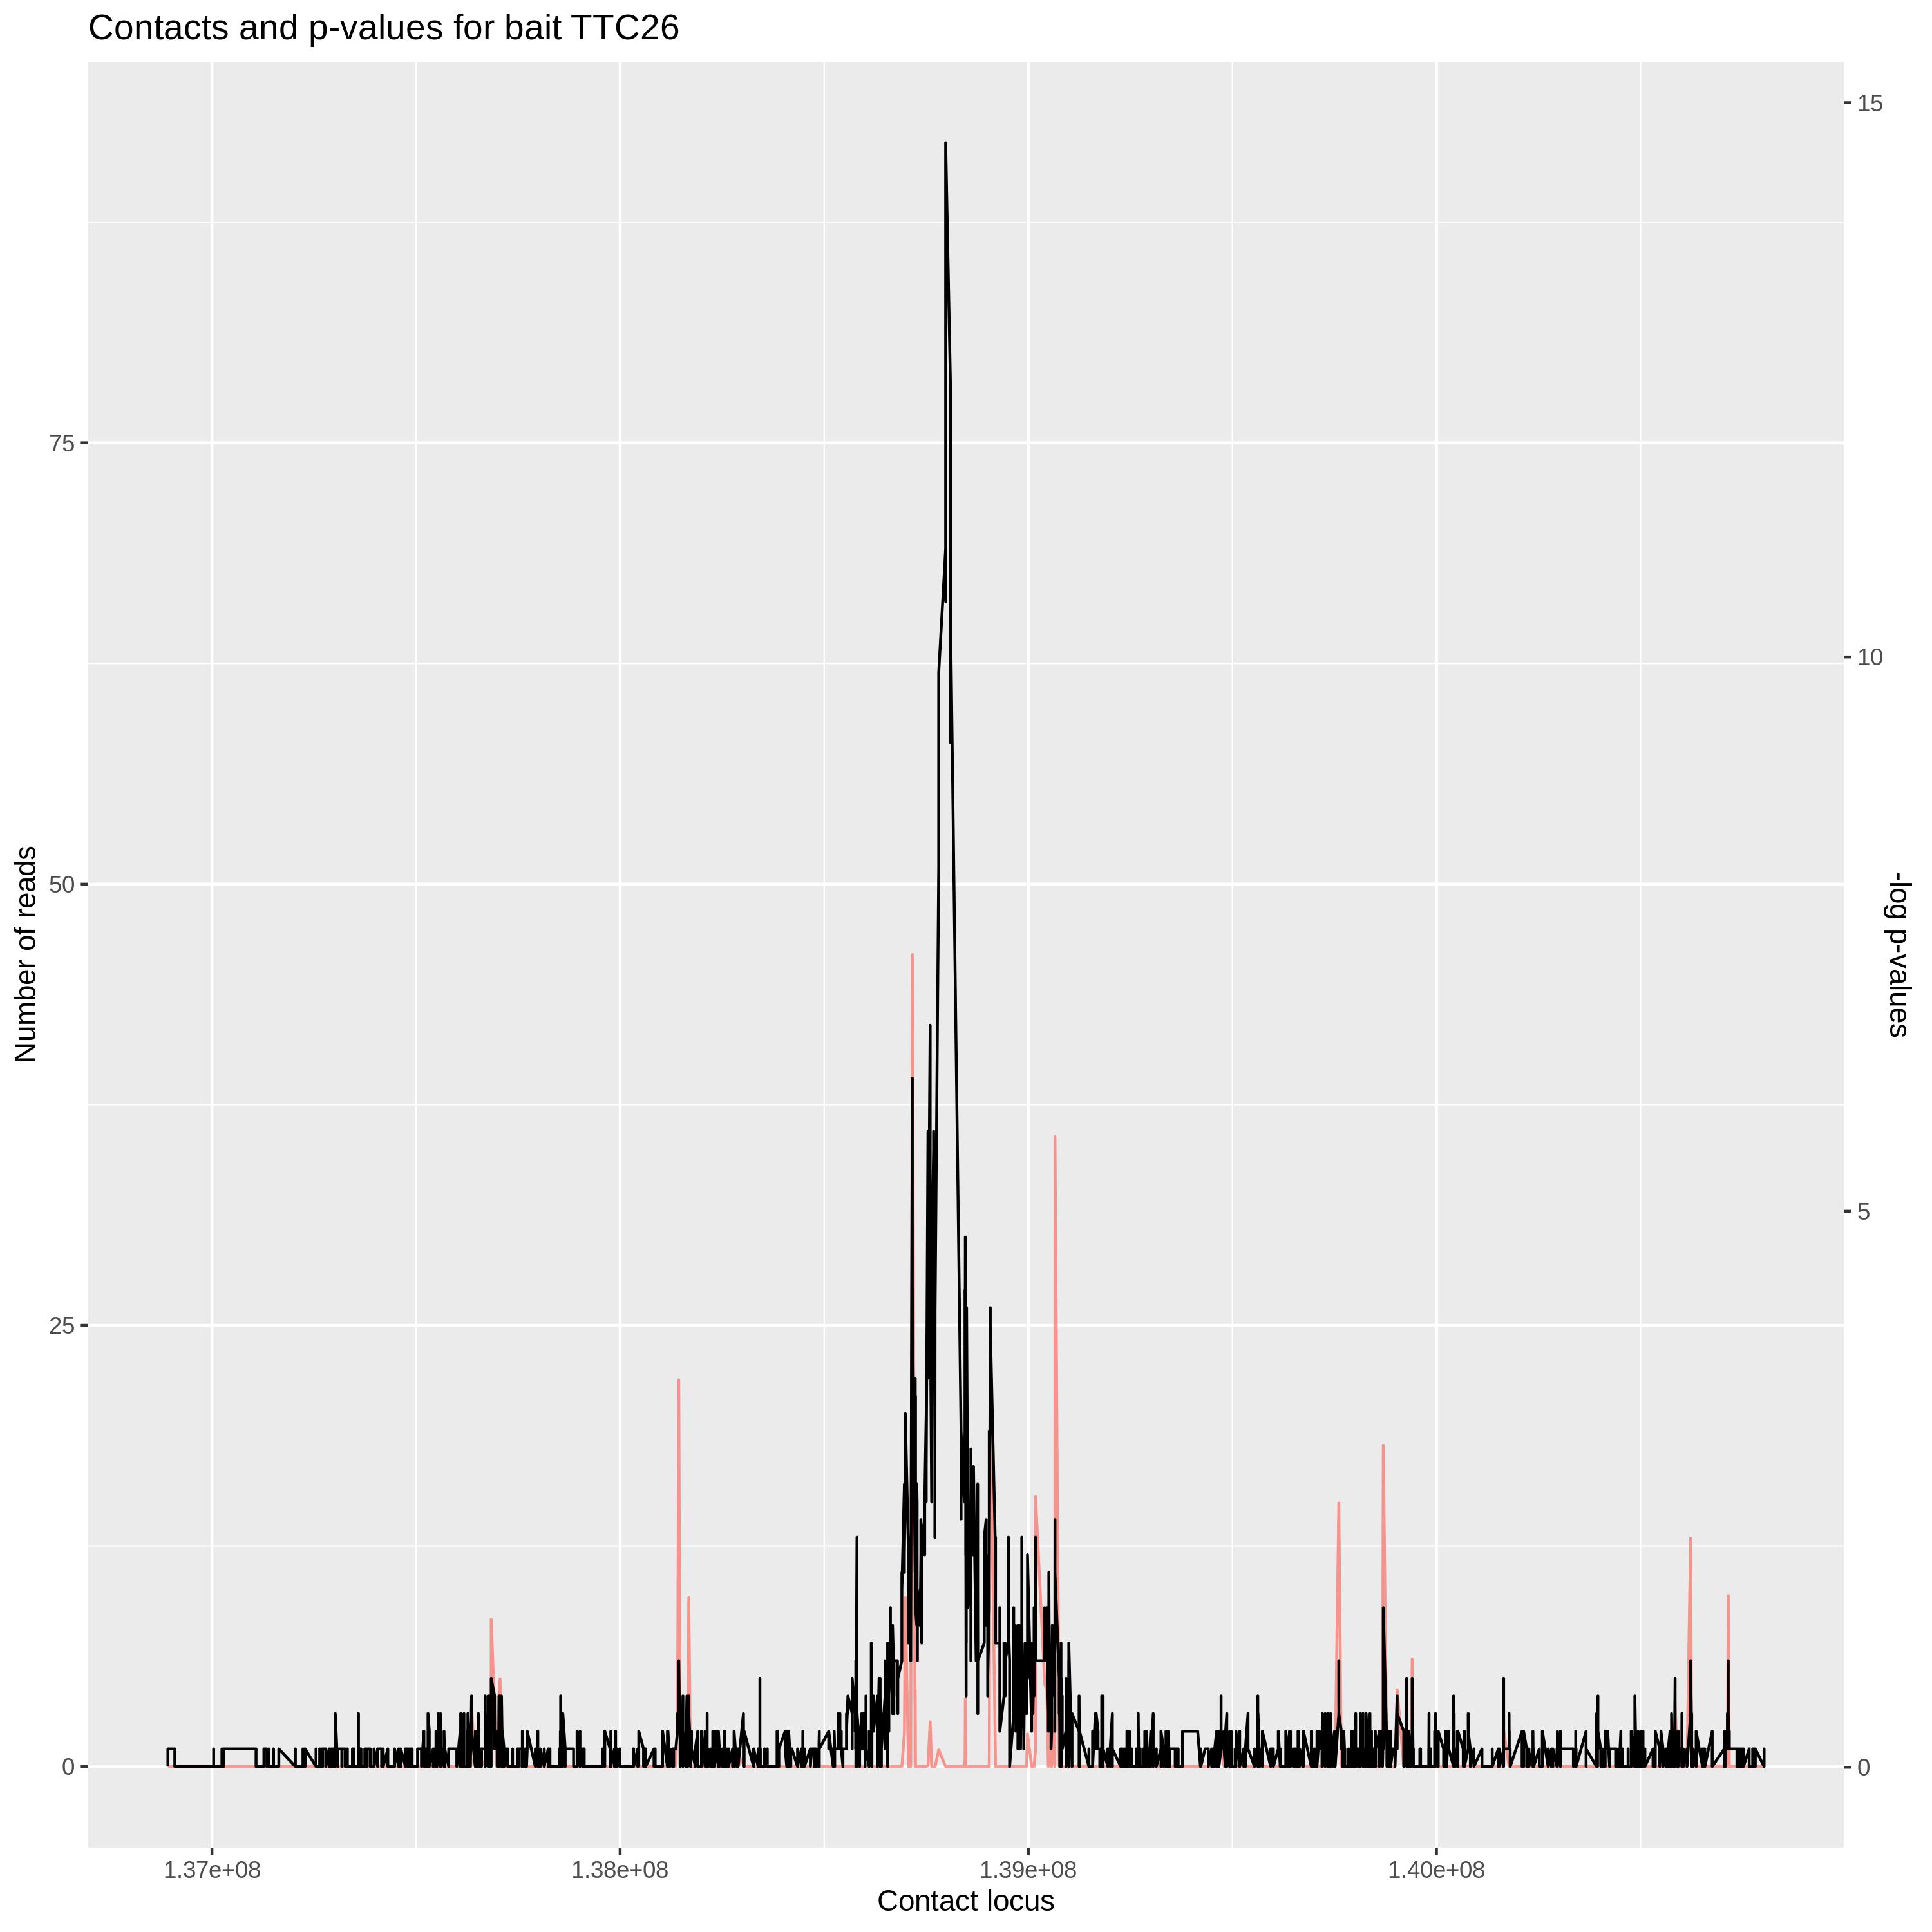 Contacts and p-values for bait TTC26
15
10
5
0
75
50
25
0
Number of reads
-log p-values
1.37e+08
1.38e+08
1.39e+08
1.40e+08
Contact locus